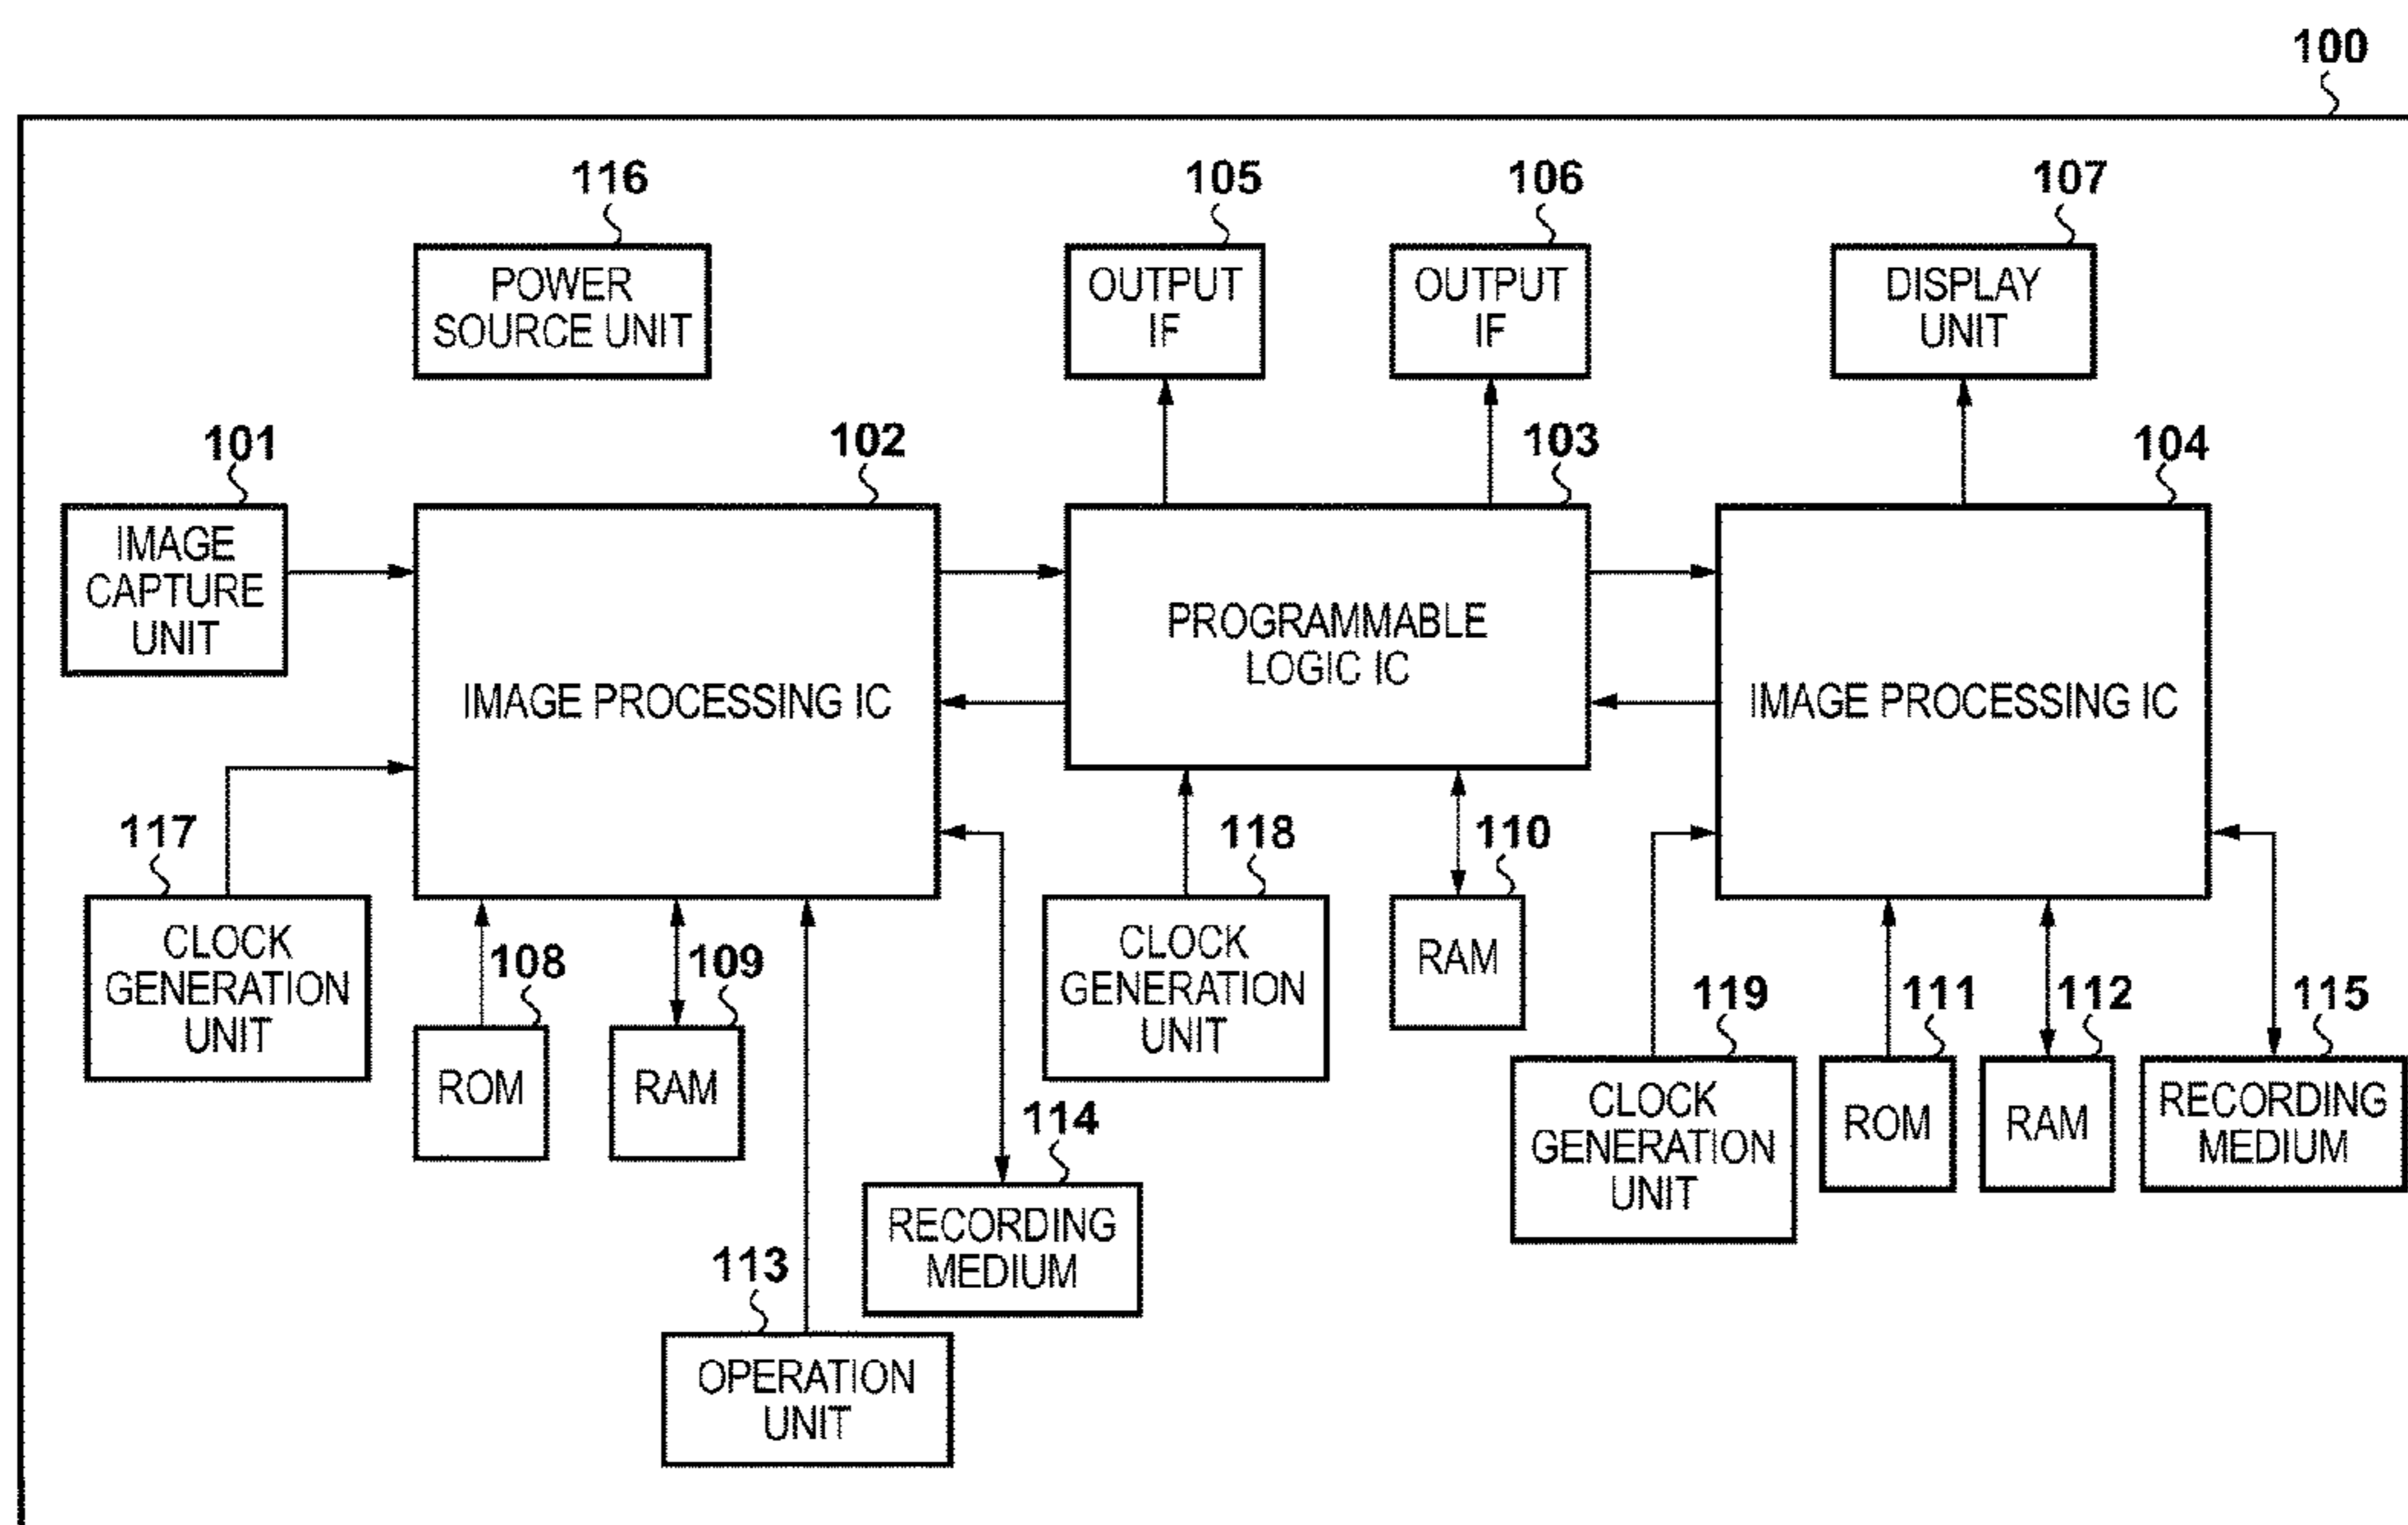 100
116
105
106
107
POWER
SOURCE UNIT
OUTPUT
IF
OUTPUT
IF
DISPLAY
UNIT
101
102
103
104
IMAGE
CAPTURE
UNIT
IMAGE PROCESSING IC
PROGRAMMABLE
LOGIC IC
IMAGE PROCESSING IC
117
118
110
CLOCK
GENERATION
UNIT
108
109
CLOCK
GENERATION
UNIT
RAM
119
111
112
115
ROM
RAM
114
CLOCK
GENERATION
UNIT
ROM
RAM
RECORDING
MEDIUM
RECORDING
MEDIUM
113
OPERATION
UNIT